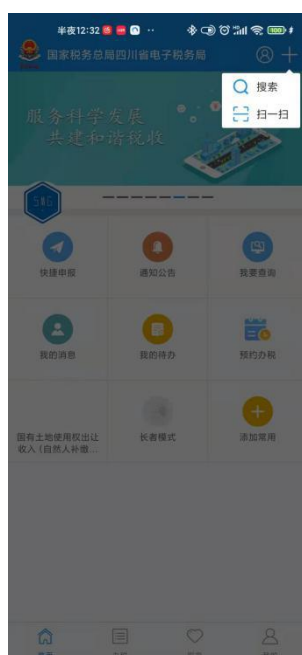 半夜12:32
100
国家税务总局四川省电子税务局
搜索
扫一扫
服务科学发展
共建和谐税收
快捷申报
通知公告
我要查询
我的消息
我的待办
预约办税
国有土地使用权出让
收入(自然人补缴...
长者模式
添加常用